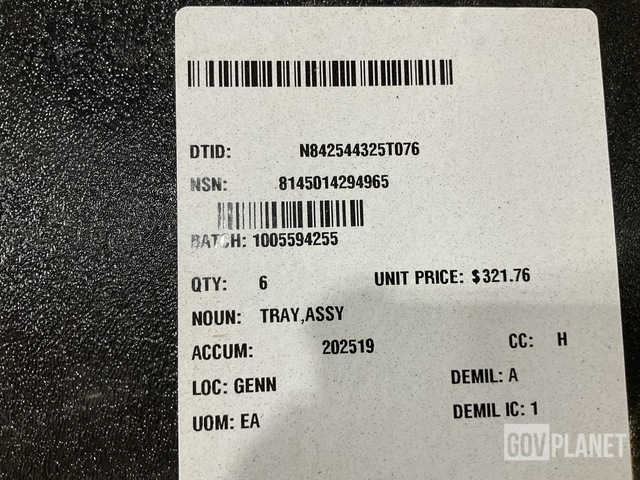 DTID: N842544325T076
NSN: 8145014294965
BATCH: 1005594255
QTY: 6 UNIT PRICE: $321.76
NOUN: TRAY,ASSY
ACCUM: 202519 CC: H
LOC: GENN DEMIL: A
UOM: EA DEMIL IC: 1
GOVPLANET